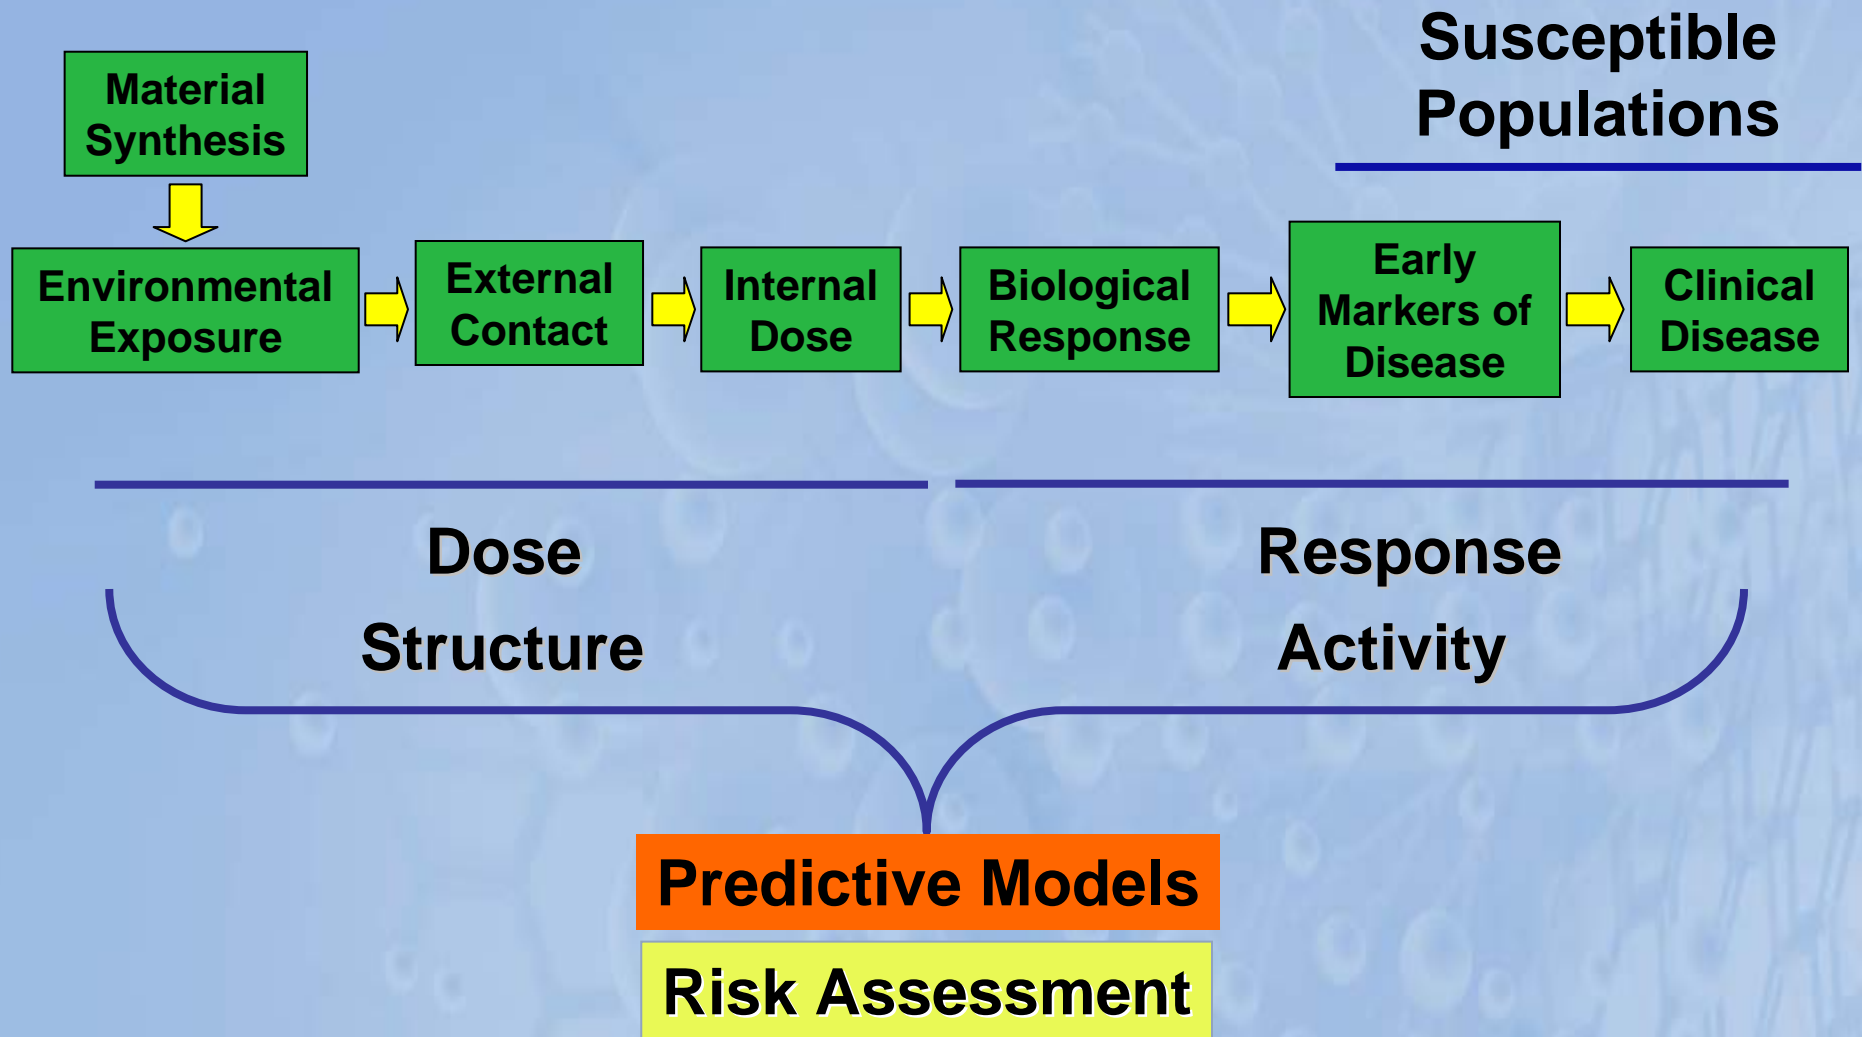 Susceptible
Populations
Material
Synthesis
Environmental
Exposure
External
Contact
Internal
Dose
Biological
Response
Early
Markers of
Disease
Clinical
Disease
Dose
Structure
Response
Activity
Predictive Models
Risk Assessment